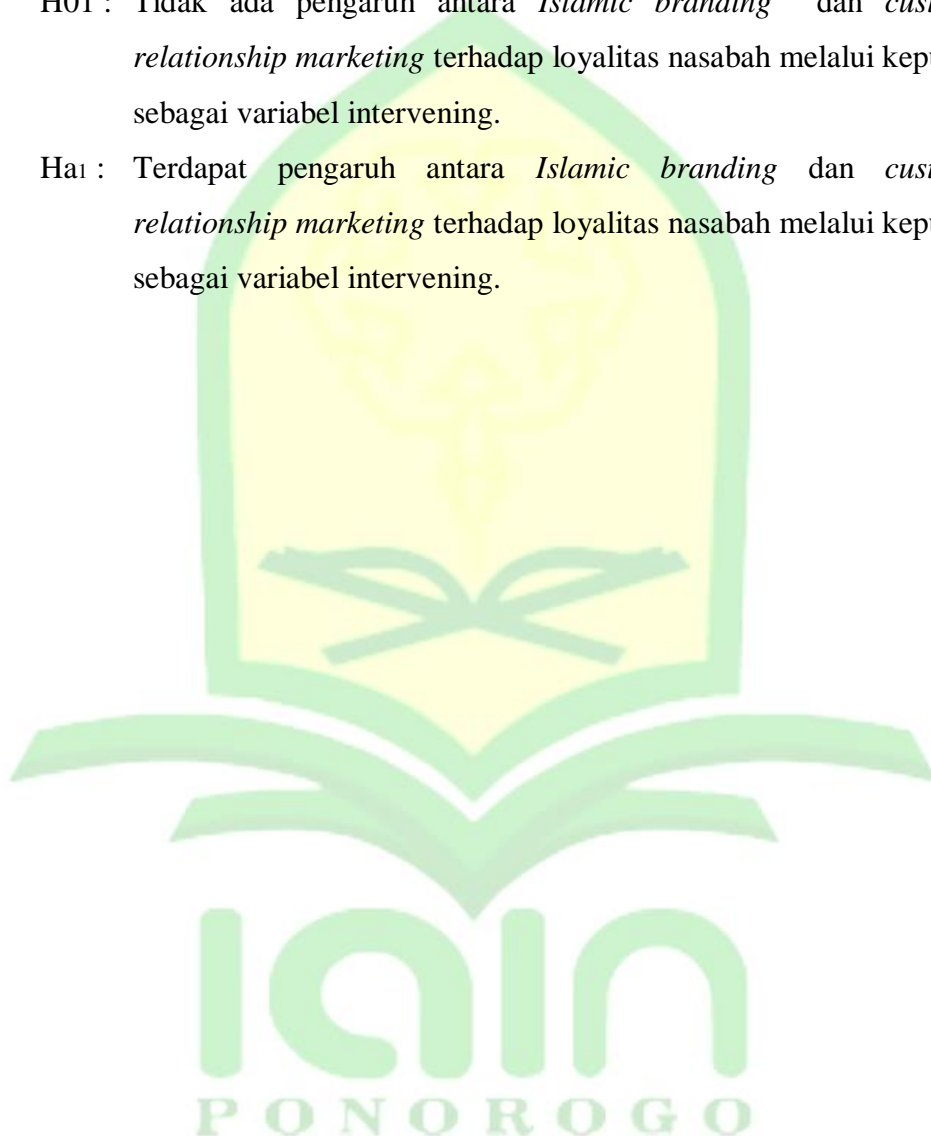 H01 : Tidak ada pengaruh antara Islamic branding dan
relationship marketing terhadap loyalitas nasabah melalui
sebagai variabel intervening.
Ha1 : Terdapat pengaruh antara Islamic branding dan
relationship marketing terhadap loyalitas nasabah melalui
sebagai variabel intervening.
iain
PONOROGO